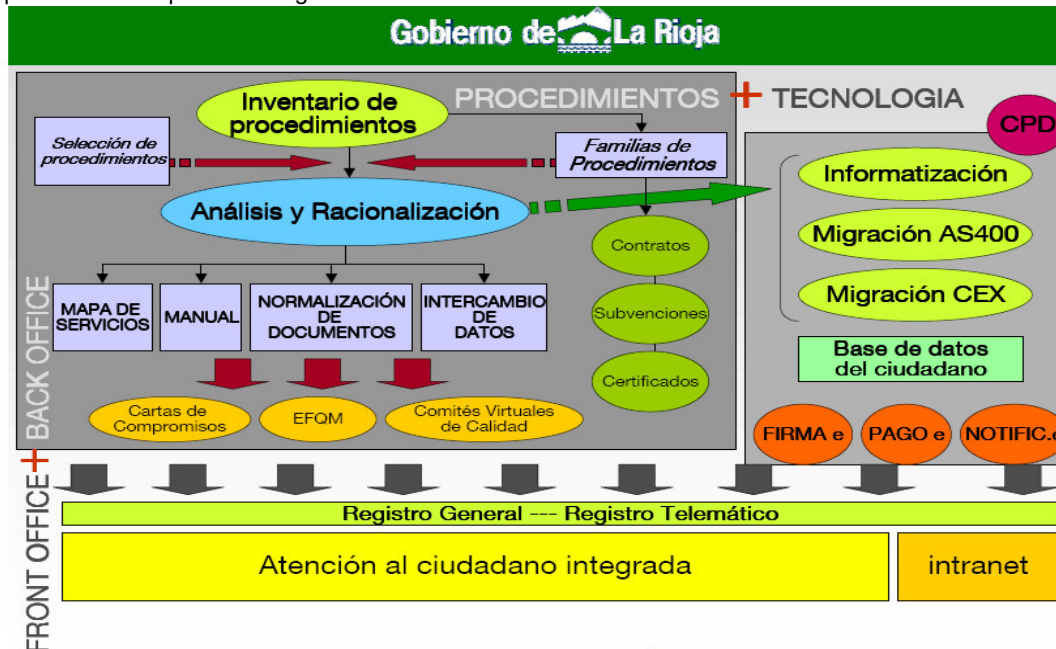 Gobierno de La Rioja
PROCEDIMIENTOS + TECNOLOGIA
CPD
Inventario de
procedimientos
Selección de
procedimientos
Familias de
Procedimientos
Análisis y Racionalización
Informatización
Migración AS400
Migración CEX
Contratos
Subvenciones
Certificados
MAPA DE
SERVICIOS
MANUAL
NORMALIZACIÓN
DE
DOCUMENTOS
INTERCAMBIO
DE
DATOS
Base de datos
del ciudadano
Cartas de
Compromisos
EFQM
Comités Virtuales
de Calidad
FIRMA e
PAGO e
NOTIFIC.e
FRONT OFFICE + BACK OFFICE
Registro General --- Registro Telemático
Atención al ciudadano integrada
intranet